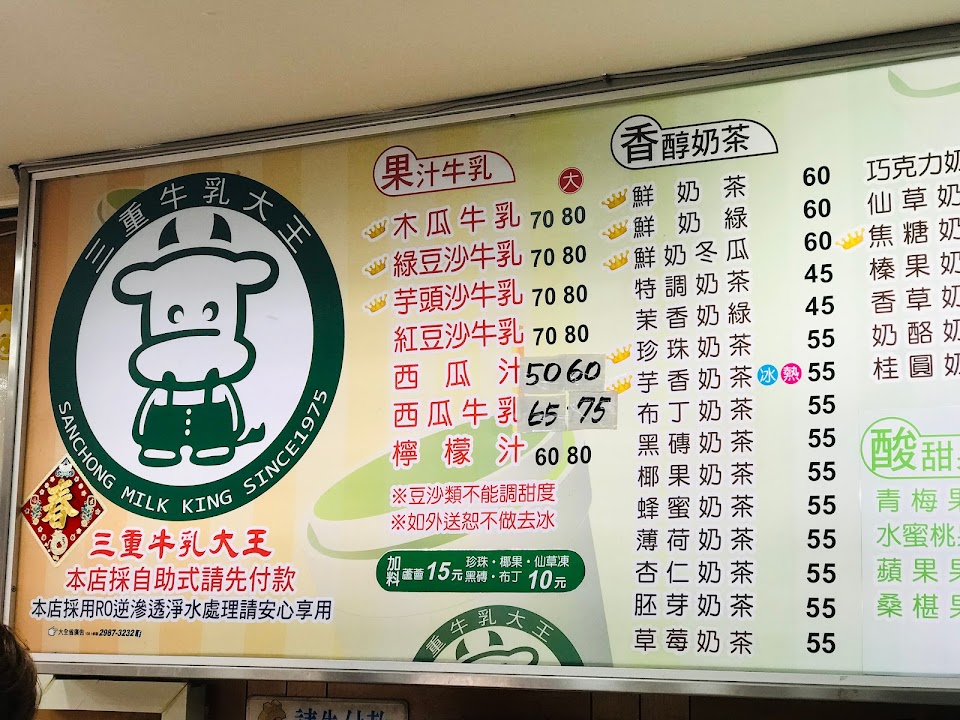 三重牛乳大王
SANCHONG MILK KING SINCE1975
春
三重牛乳大王
本店採自助式請先付款
本店採用RO逆滲透淨水處理請安心享用
2987-3232
果汁牛乳
大
木瓜牛乳 70 80
綠豆沙牛乳 70 80
芋頭沙牛乳 70 80
紅豆沙牛乳 70 80
西瓜汁 50 60
西瓜牛乳 65 75
檸檬汁 60 80
※豆沙類不能調甜度
※如外送恕不做去冰
加料 蘆薈15元 珍珠・椰果・仙草凍 黑磚・布丁 10元
重牛乳大王
香醇奶茶
鮮奶茶 60
鮮奶綠 60
鮮奶冬瓜 60
特調奶茶 45
茉香奶綠 45
珍珠奶茶 55
芋香奶茶 冰 熱 55
布丁奶茶 55
黑磚奶茶 55
椰果奶茶 55
蜂蜜奶茶 55
薄荷奶茶 55
杏仁奶茶 55
胚芽奶茶 55
草莓奶茶 55
巧克力奶
仙草奶
焦糖奶
榛果奶
香草奶
奶酪奶
桂圓奶
酸甜
青梅果
水蜜桃
蘋果果
桑椹果